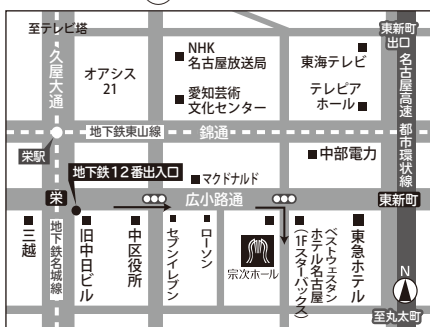 至テレビ塔
久屋大通
オアシス
21
NHK
名古屋放送局
愛知芸術
文化センター
東海テレビ
テレピア
ホール
東新町
出口
名古屋高速
都市環状線
地下鉄東山線
錦通
栄駅
地下鉄12番出入口
中部電力
マクドナルド
栄
広小路通
東新町
三越
地下鉄名城線
旧中日ビル
中区役所
セブンイレブン
ローソン
宗次ホール
ベストウェスタン
ホテル名古屋
(1Fスターバックス)
東急ホテル
N
至丸太町